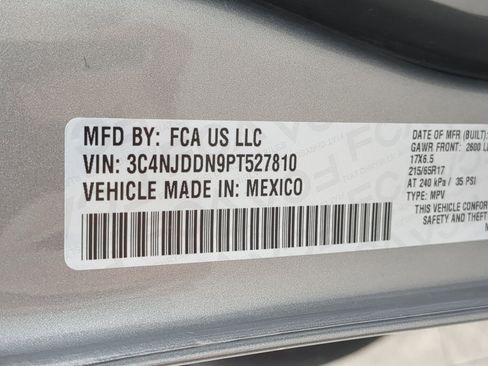 MFD BY: FCA US LLC
VIN: 3C4NJDDN9PT527810
VEHICLE MADE IN: MEXICO
DATE OF MFR (BUILT):
GAWR FRONT: 2600 L
17X6.5
215/65R17
AT 240 kPa / 35 PSI
TYPE: MPV
THIS VEHICLE CONFOR
SAFETY AND THEFT